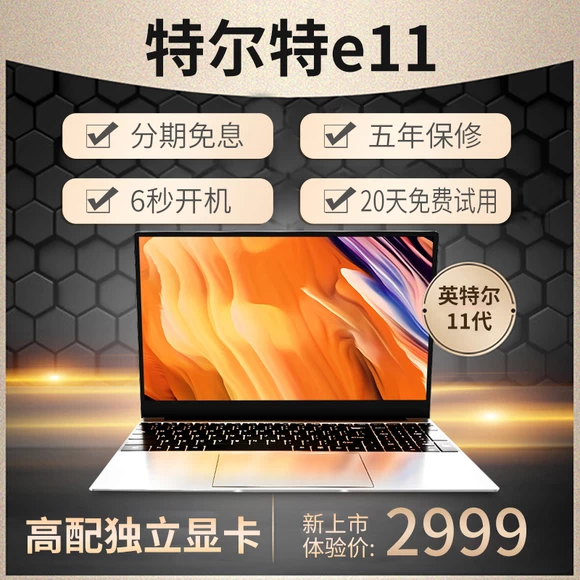 特尔特e11
分期免息
五年保修
6秒开机
20天免费试用
英特尔
11代
高配独立显卡
新上市
体验价:
2999